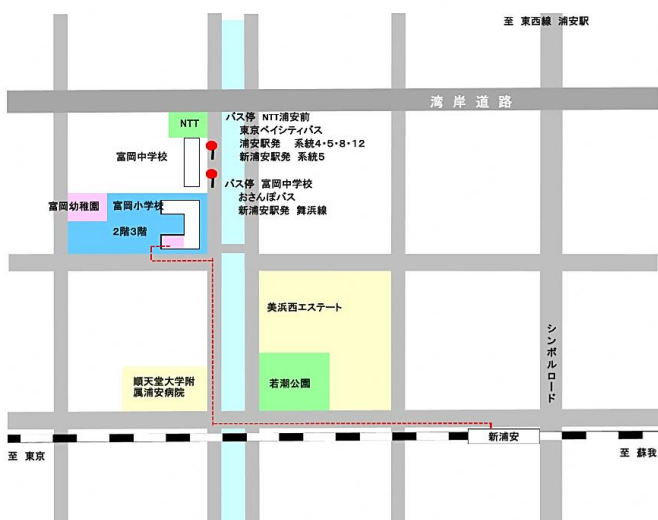 至 東西線 浦安駅
湾岸道路
NTT
バス停 NTT浦安前
東京ベイシティバス
浦安駅発 系統4・5・8・12
新浦安駅発 系統5
富岡中学校
バス停 富岡中学校
おさんぽバス
新浦安駅発 舞浜線
富岡幼稚園
富岡小学校
2階3階
美浜西エステート
シンボルロード
順天堂大学附
属浦安病院
若潮公園
新浦安
至 東京
至 蘇我